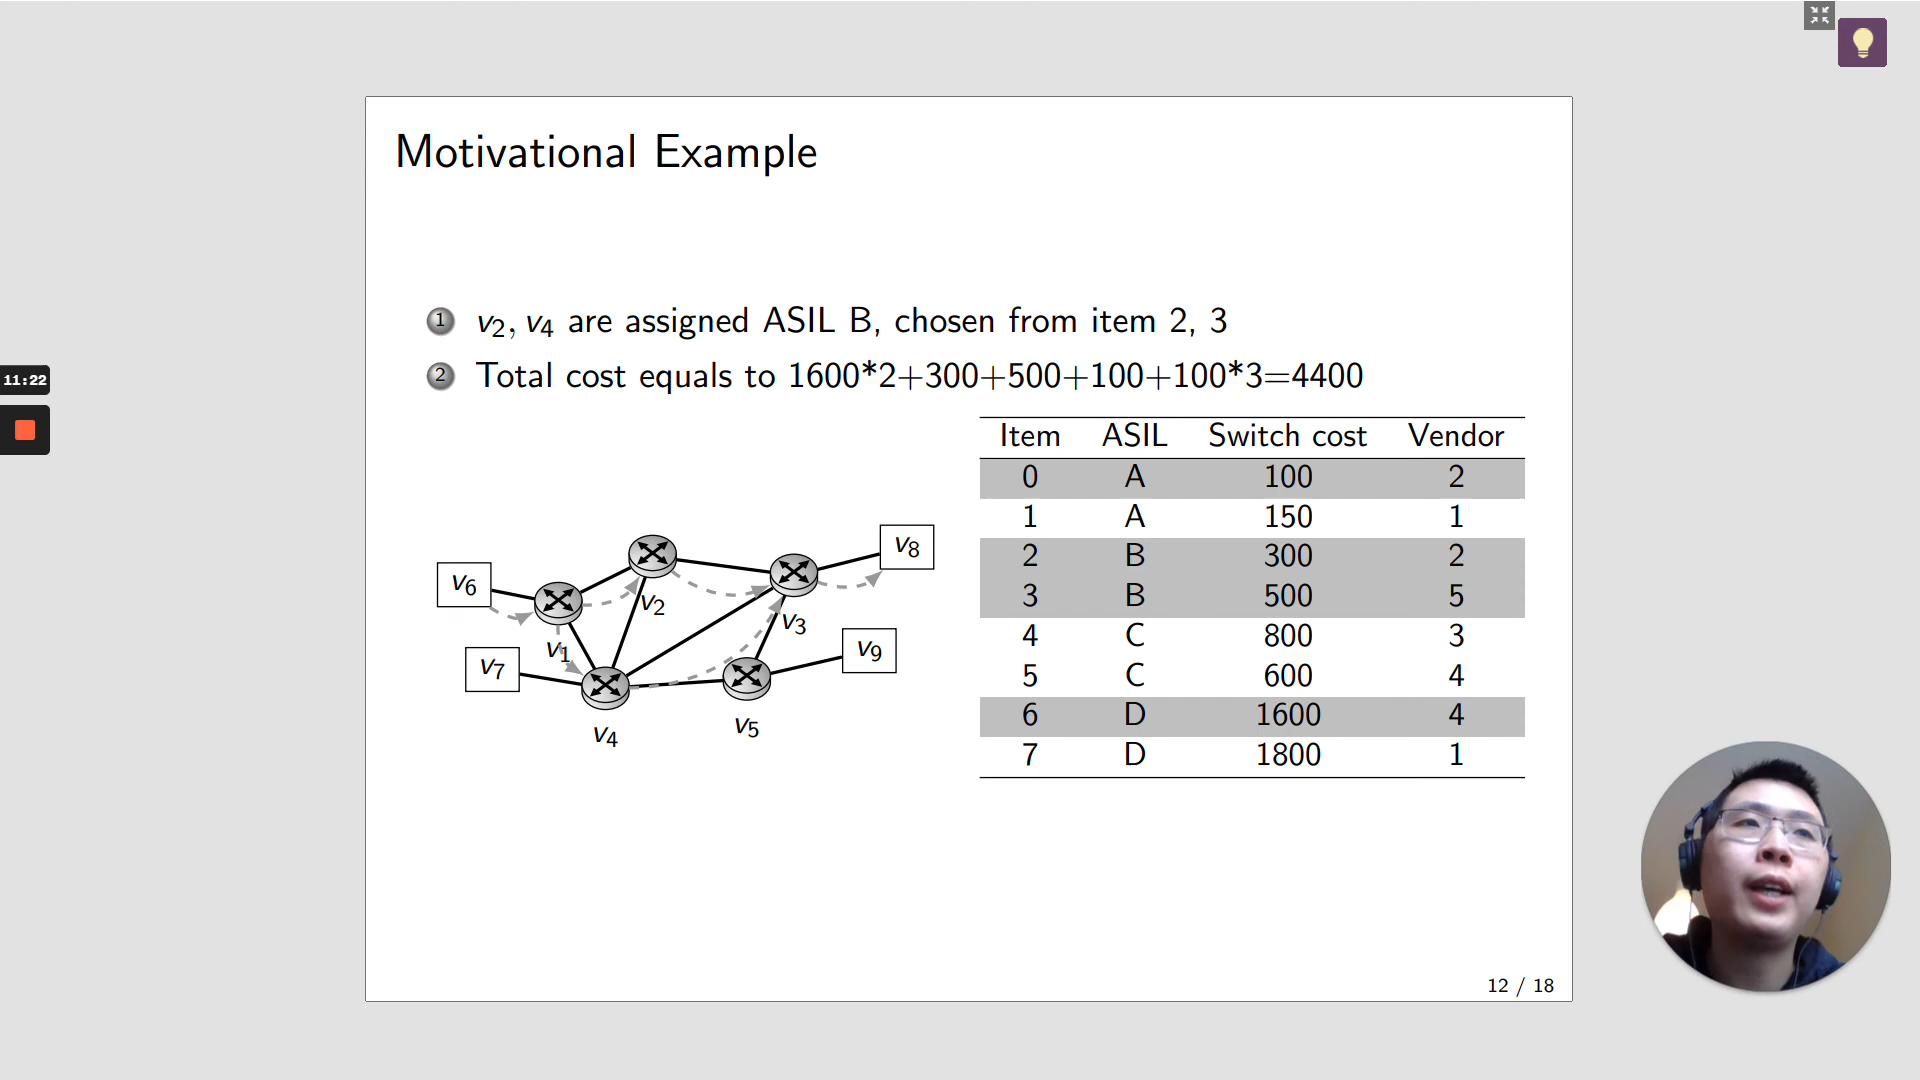 Motivational Example
1 v2, v4 are assigned ASIL B, chosen from item 2, 3
2 Total cost equals to 1600*2+300+500+100+100*3=4400
11:22
Item ASIL Switch cost Vendor
0 A 100 2
1 A 150 1
2 B 300 2
3 B 500 5
4 C 800 3
5 C 600 4
6 D 1600 4
7 D 1800 1
v8
v6
v2
v3
v1
v9
v7
v5
v4
12 / 18